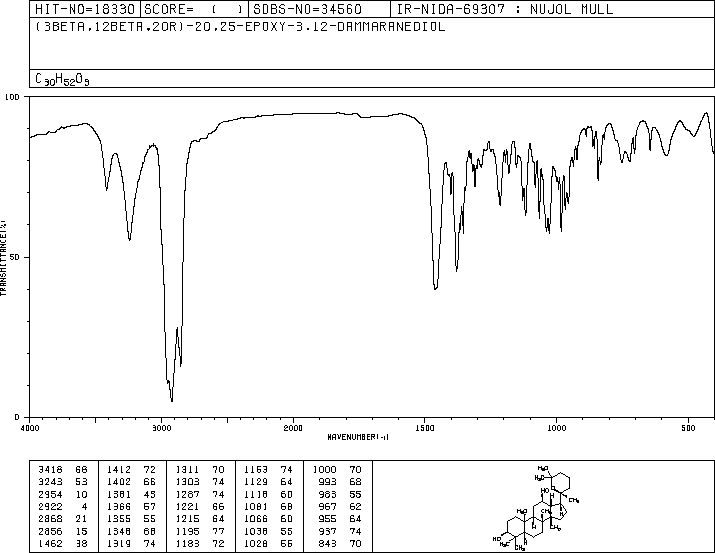 HIT-NO=18330 SCORE= ( ) SDBS-NO=34560 IR-NIDA-69307 : NUJOL MULL
(3BETA,12BETA,20R)-20,25-EPOXY-3,12-DAMMARANEDIOL
C30H52O3
100
50
0
TRANSMITTANCE(%)
4000 3000 2000 1500 1000 500
WAVENUMBER(-1)
3418 68 1412 72 1311 70 1153 74 1000 70
3243 53 1402 66 1303 74 1129 64 993 68
2954 10 1381 43 1287 74 1118 60 983 55
2922 4 1366 57 1221 66 1081 68 967 62
2868 21 1355 55 1215 64 1066 60 955 64
2856 15 1348 68 1195 77 1038 55 937 74
1462 38 1319 74 1183 72 1028 55 843 70